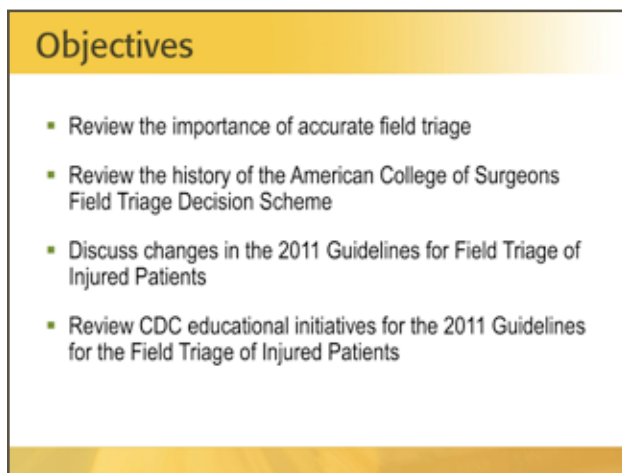 Objectives
▪ Review the importance of accurate field triage
▪ Review the history of the American College of Surgeons
Field Triage Decision Scheme
▪ Discuss changes in the 2011 Guidelines for Field Triage of
Injured Patients
▪ Review CDC educational initiatives for the 2011 Guidelines
for the Field Triage of Injured Patients